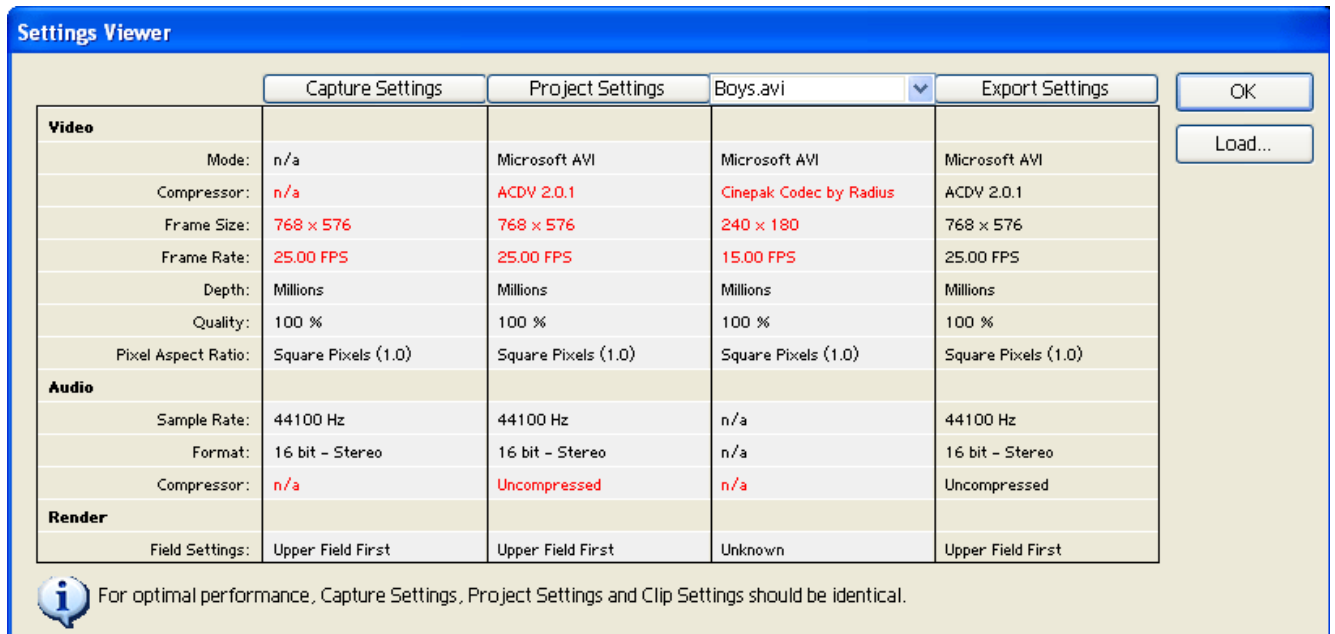 Settings Viewer
Capture Settings Project Settings Boys.avi Export Settings OK
Load...
Video
Mode: n/a Microsoft AVI Microsoft AVI Microsoft AVI
Compressor: n/a ACDV 2.0.1 Cinepak Codec by Radius ACDV 2.0.1
Frame Size: 768 × 576 768 × 576 240 × 180 768 × 576
Frame Rate: 25.00 FPS 25.00 FPS 15.00 FPS 25.00 FPS
Depth: Millions Millions Millions Millions
Quality: 100 % 100 % 100 % 100 %
Pixel Aspect Ratio: Square Pixels (1.0) Square Pixels (1.0) Square Pixels (1.0) Square Pixels (1.0)
Audio
Sample Rate: 44100 Hz 44100 Hz n/a 44100 Hz
Format: 16 bit - Stereo 16 bit - Stereo n/a 16 bit - Stereo
Compressor: n/a Uncompressed n/a Uncompressed
Render
Field Settings: Upper Field First Upper Field First Unknown Upper Field First
For optimal performance, Capture Settings, Project Settings and Clip Settings should be identical.